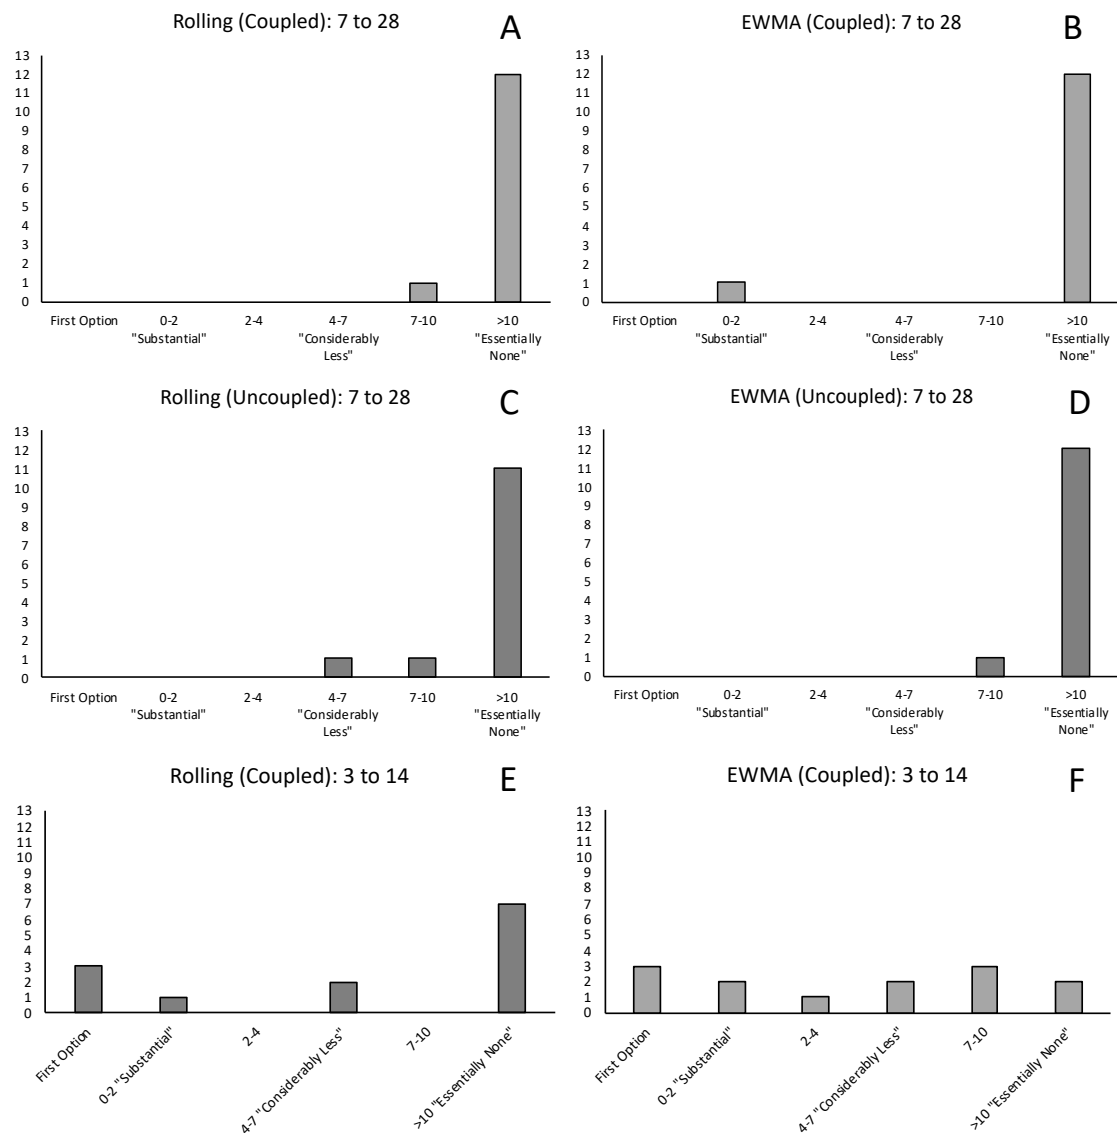 Rolling (Coupled): 7 to 28
A
13
12
11
10
9
8
7
6
5
4
3
2
1
0
First Option
0-2
"Substantial"
2-4
4-7
"Considerably
Less"
7-10
>10
"Essentially
None"
EWMA (Coupled): 7 to 28
B
13
12
11
10
9
8
7
6
5
4
3
2
1
0
First Option
0-2
"Substantial"
2-4
4-7
"Considerably
Less"
7-10
>10
"Essentially
None"
Rolling (Uncoupled): 7 to 28
C
13
12
11
10
9
8
7
6
5
4
3
2
1
0
First Option
0-2
"Substantial"
2-4
4-7
"Considerably
Less"
7-10
>10
"Essentially
None"
EWMA (Uncoupled): 7 to 28
D
13
12
11
10
9
8
7
6
5
4
3
2
1
0
First Option
0-2
"Substantial"
2-4
4-7
"Considerably
Less"
7-10
>10
"Essentially
None"
Rolling (Coupled): 3 to 14
E
13
12
11
10
9
8
7
6
5
4
3
2
1
0
First Option
0-2 "Substantial"
2-4
4-7 "Considerably Less"
7-10
>10 "Essentially None"
EWMA (Coupled): 3 to 14
F
13
12
11
10
9
8
7
6
5
4
3
2
1
0
First Option
0-2 "Substantial"
2-4
4-7 "Considerably Less"
7-10
>10 "Essentially None"